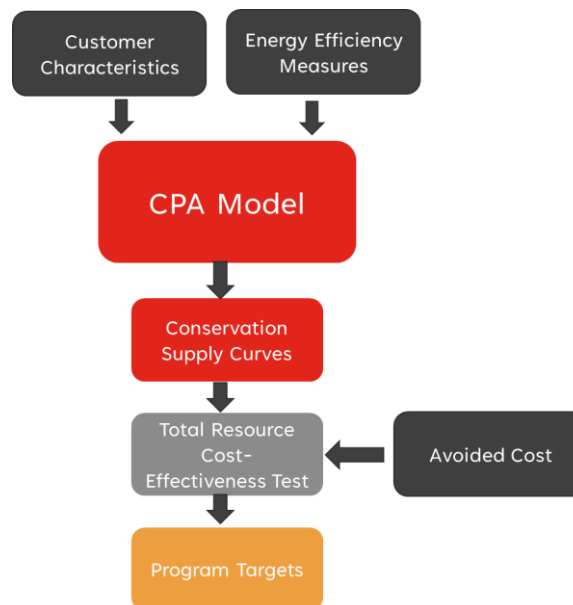 Customer
Characteristics
Energy Efficiency
Measures
CPA Model
Conservation
Supply Curves
Total Resource
Cost-
Effectiveness Test
Avoided Cost
Program Targets